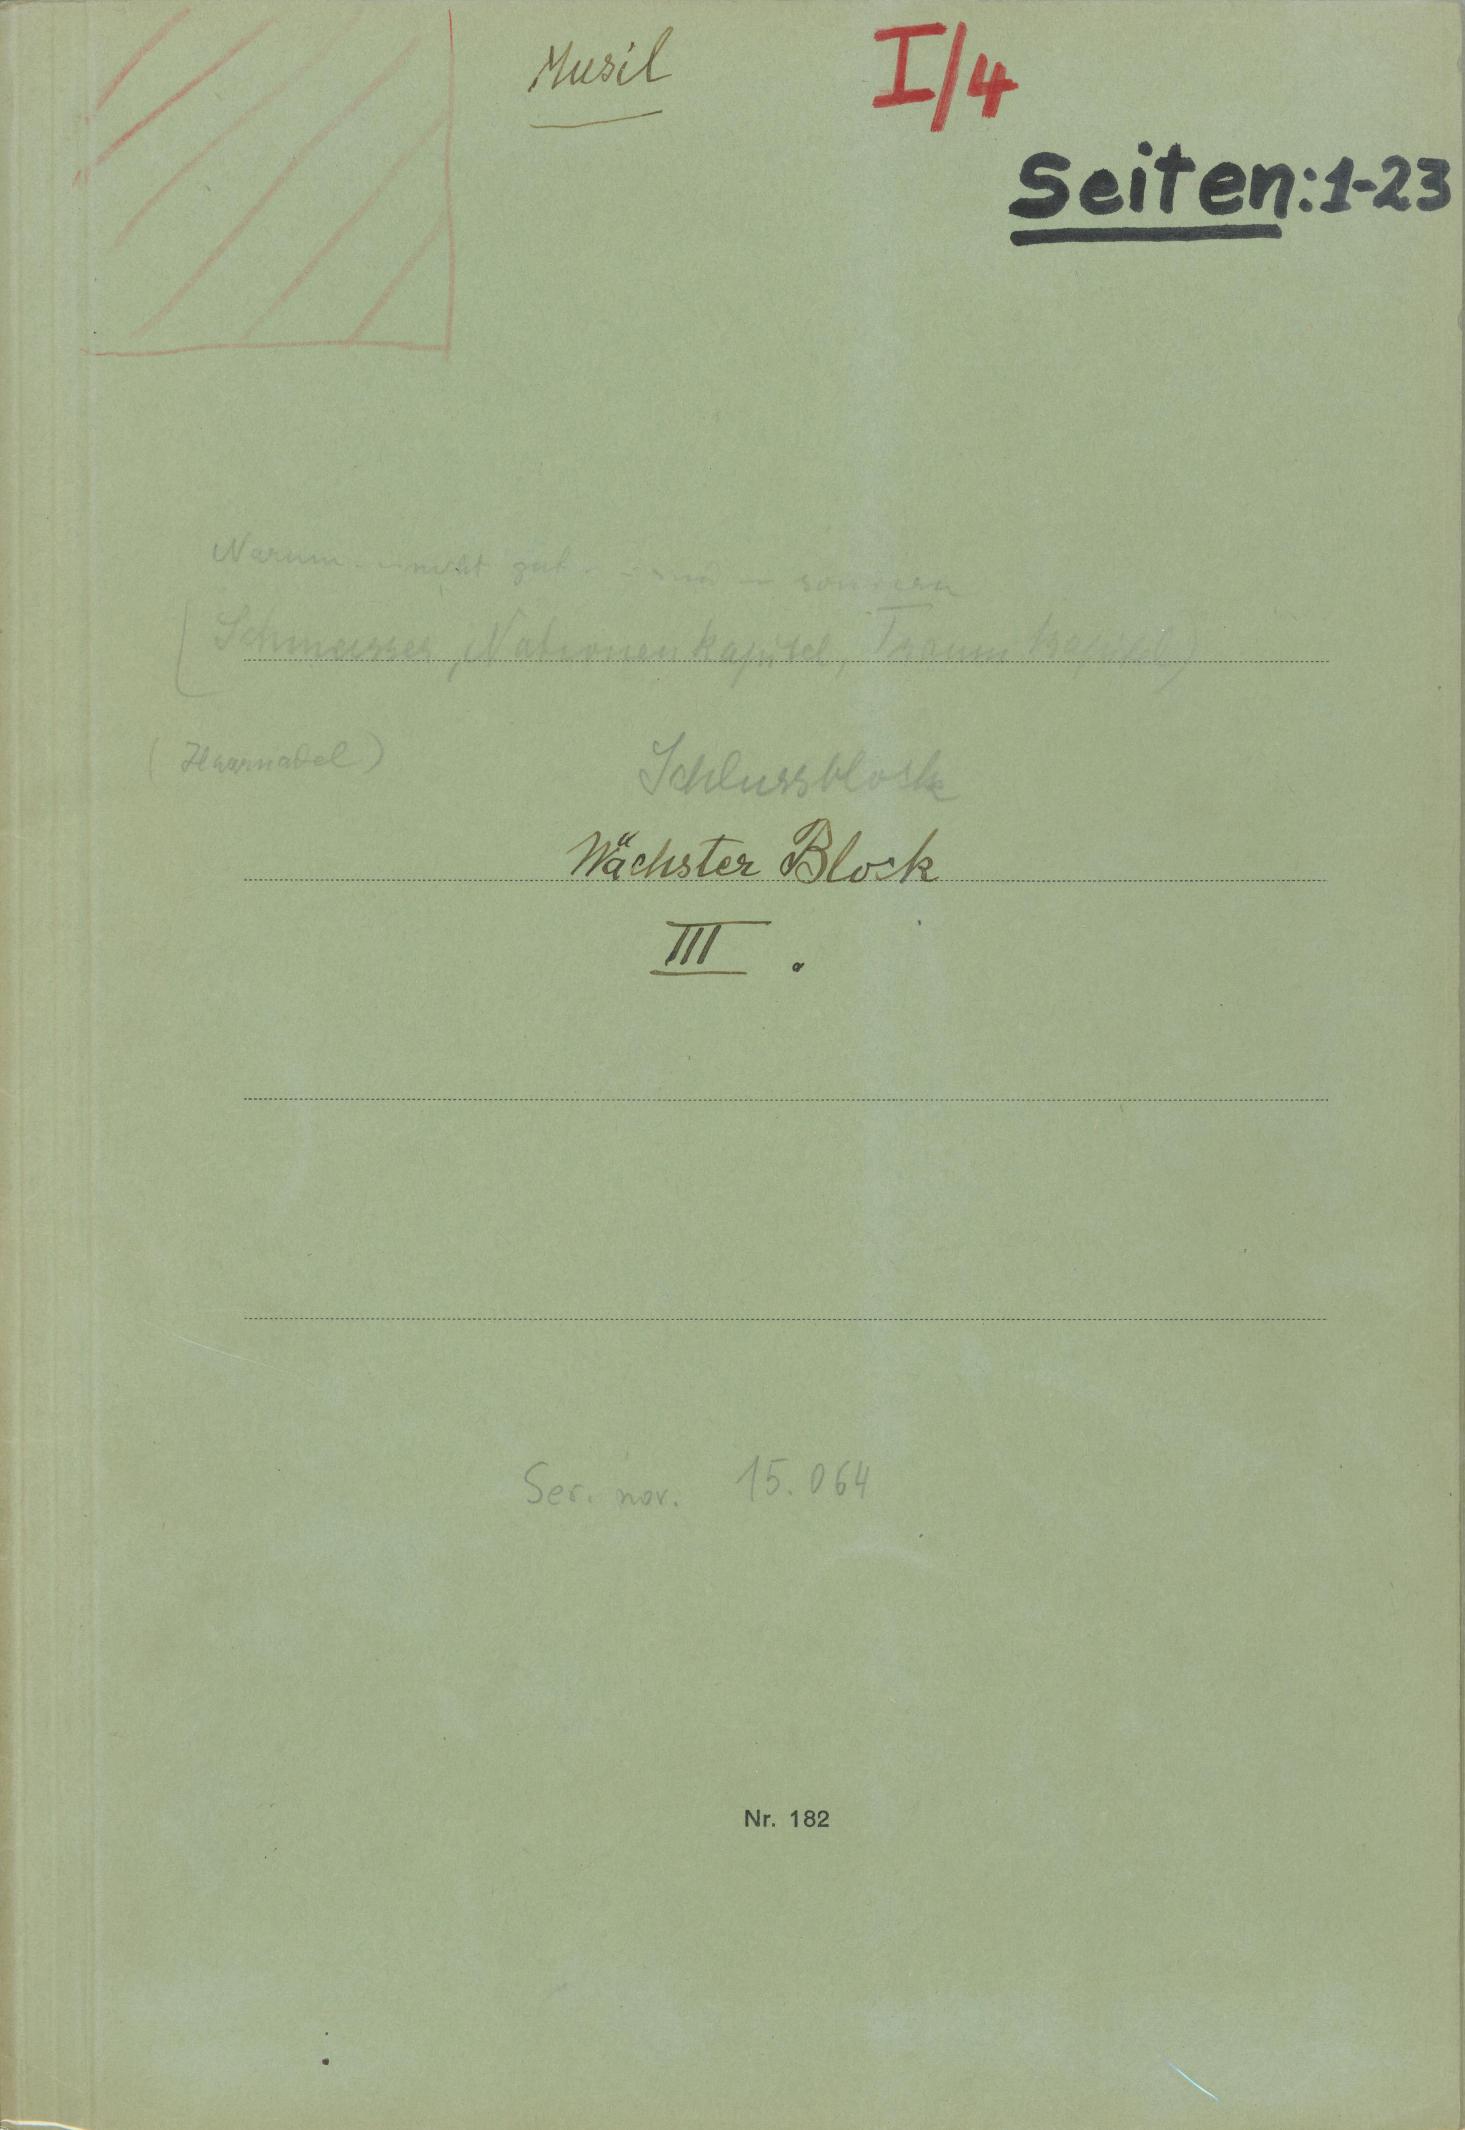 Musil
I/4
Seiten: 1-23
Warum nicht gut und sondern
[Schmeisser, Nationenkapitel, Traumkapitel)
(Haarnadel)
Schlussblock
Nächster Block
III.
Ser. nov. 15.064
Nr. 182